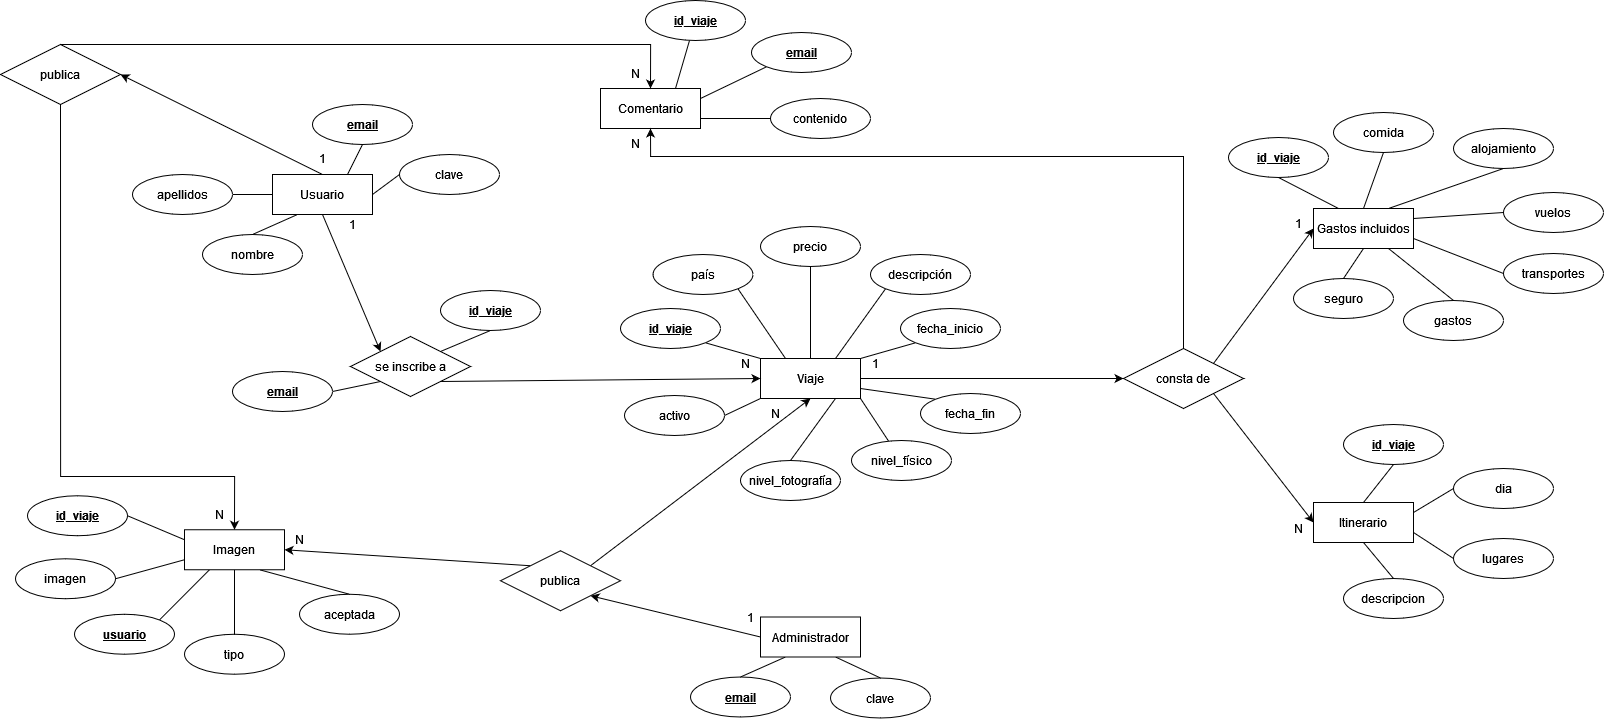 id_viaje
email
publica
N
Comentario
contenido
email
comida
N
alojamiento
1
id_viaje
clave
Usuario
apellidos
vuelos
1
1
Gastos incluidos
precio
nombre
país
descripción
transportes
seguro
id_viaje
gastos
id_viaje
fecha_inicio
se inscribe a
N
1
Viaje
consta de
email
activo
N
fecha_fin
id_viaje
nivel_físico
nivel_fotografía
dia
id_viaje
N
Itinerario
N
N
Imagen
lugares
imagen
publica
descripcion
aceptada
1
usuario
Administrador
tipo
email
clave